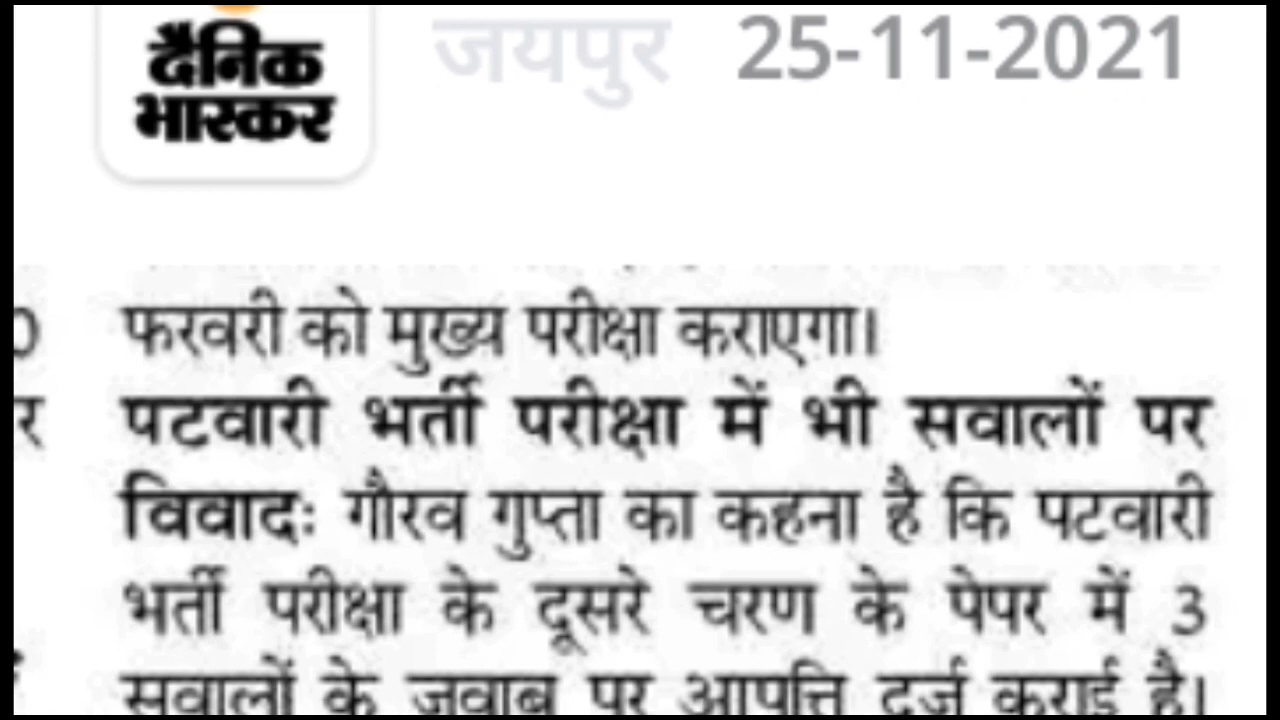 दैनिक
भास्कर
जयपुर 25-11-2021
फरवरी को मुख्य परीक्षा कराएगा।
र पटवारी भर्ती परीक्षा में भी सवालों पर
विवादः गौरव गुप्ता का कहना है कि पटवारी
भर्ती परीक्षा के दूसरे चरण के पेपर में 3
सवालों के जवाब पर आपत्ति दर्ज कराई है।